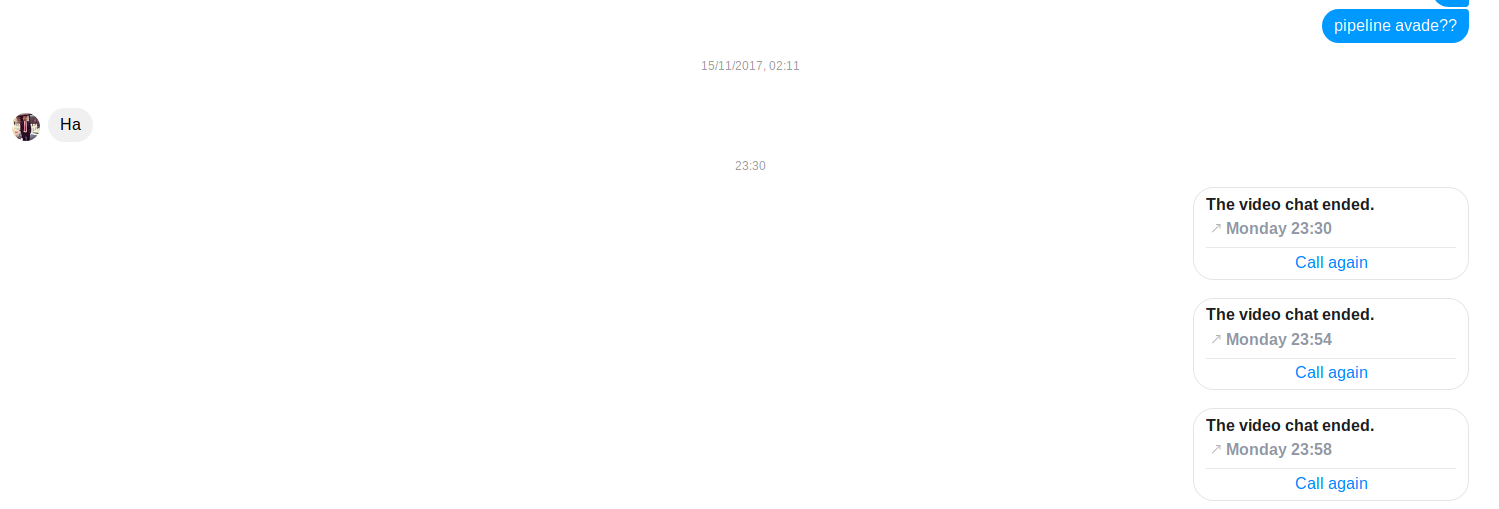 pipeline avade??
15/11/2017, 02:11
Ha
23:30
The video chat ended.
Monday 23:30
Call again
The video chat ended.
Monday 23:54
Call again
The video chat ended.
Monday 23:58
Call again